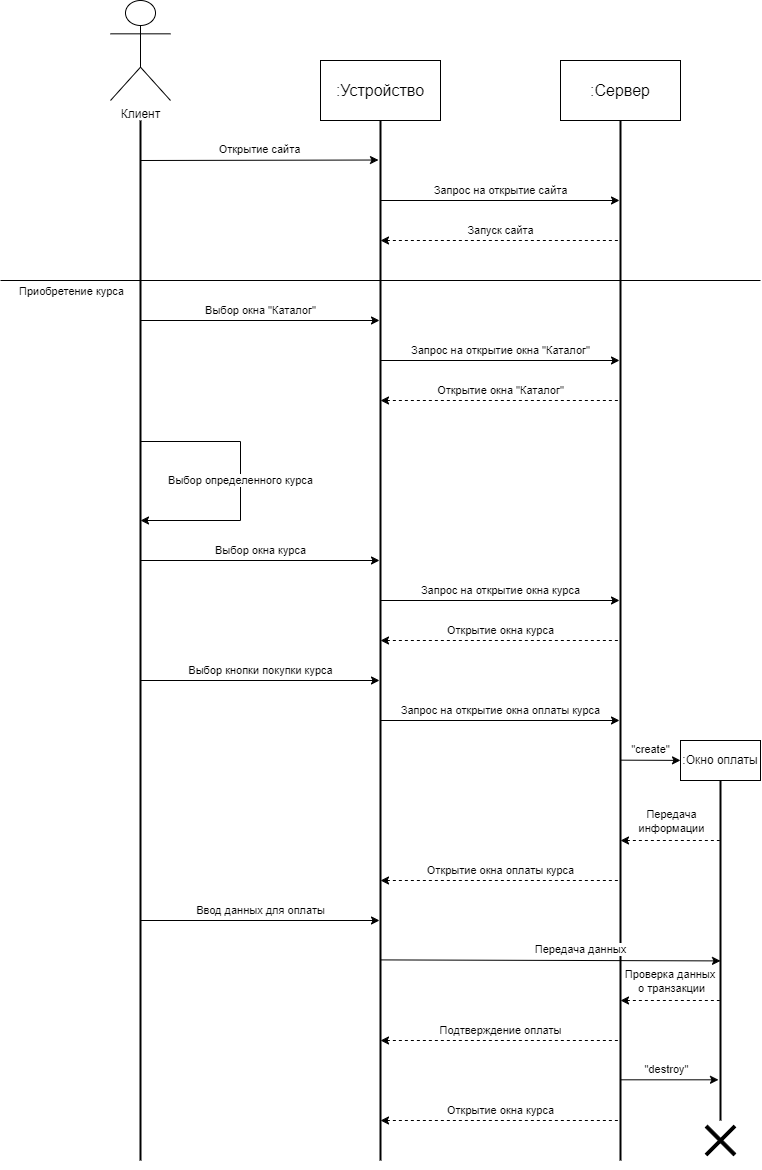 Клиент
:Устройство
:Сервер
Открытие сайта
Запрос на открытие сайта
Запуск сайта
Приобретение курса
Выбор окна "Каталог"
Запрос на открытие окна "Каталог"
Открытие окна "Каталог"
Выбор определенного курса
Выбор окна курса
Запрос на открытие окна курса
Открытие окна курса
Выбор кнопки покупки курса
Запрос на открытие окна оплаты курса
"create"
:Окно оплаты
Передача
информации
Открытие окна оплаты курса
Ввод данных для оплаты
Передача данных
Проверка данных
о транзакции
Подтверждение оплаты
"destroy"
Открытие окна курса